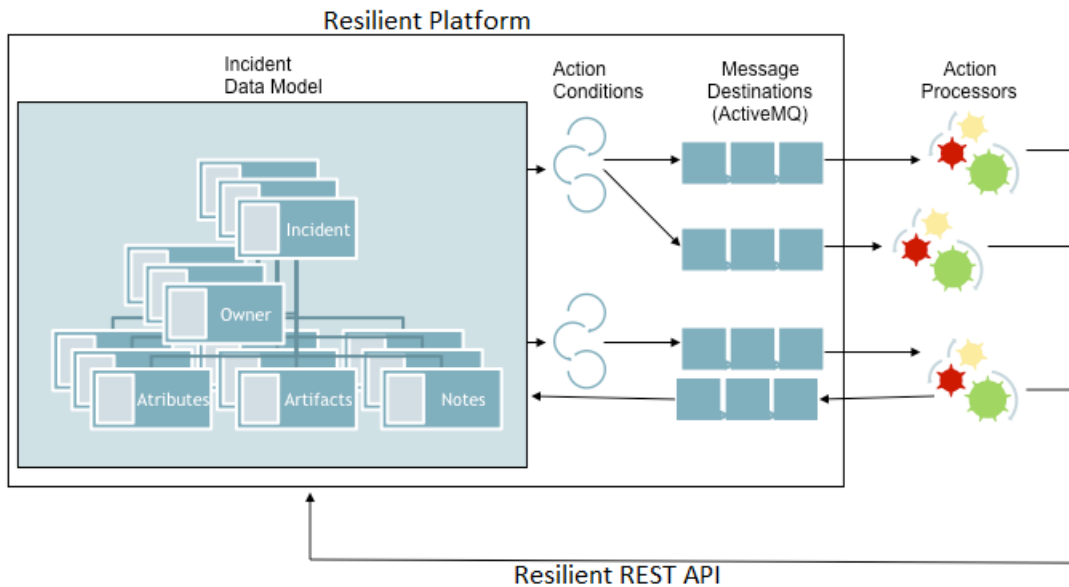 Resilient Platform
Incident
Data Model
Action
Conditions
Message
Destinations
(ActiveMQ)
Action
Processors
Incident
Owner
Atributes
Artifacts
Notes
Resilient REST API